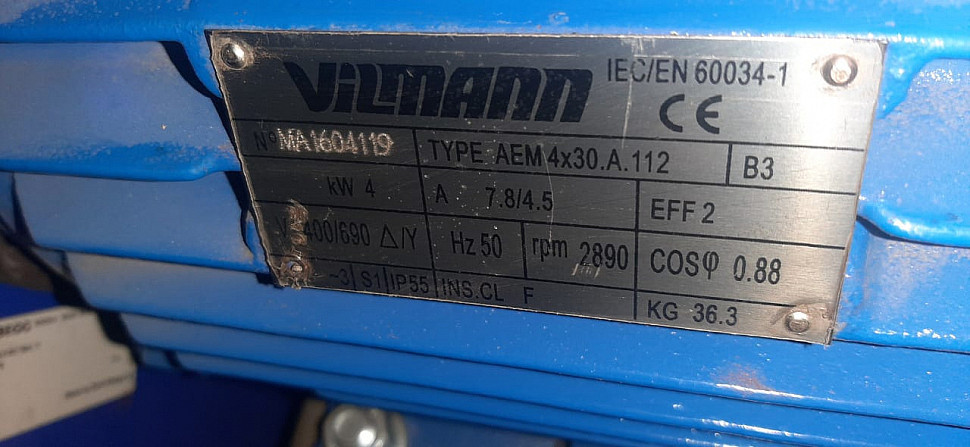 VILMANN
IEC/EN 60034-1
CE
N° MA1604119
TYPE AEM 4x30.A.112
B3
kW 4
A 7.8/4.5
EFF 2
V 400/690 △/Y
Hz 50
rpm 2890
COSφ 0.88
~3 S1 IP55 INS.CL F
KG 36.3